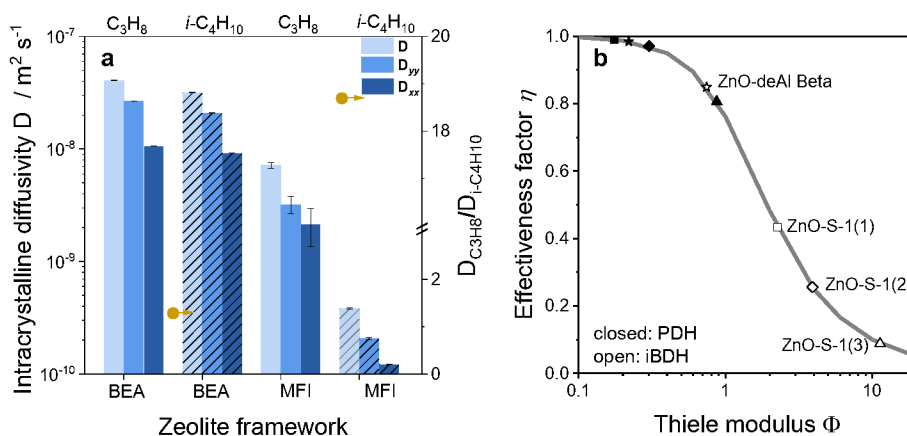 C3H8 i-C4H10 C3H8 i-C4H10
a
D
Dyy
Dxx
10-7
10-8
10-9
10-10
20
18
2
0
Intracrystalline diffusivity D / m2 s-1
DC3H8/Di-C4H10
BEA BEA MFI MFI
Zeolite framework
b
1.0
0.8
0.6
0.4
0.2
0.0
Effectiveness factor η
ZnO-deAl Beta
ZnO-S-1(1)
ZnO-S-1(2
ZnO-S-1(3)
closed: PDH
open: iBDH
0.1 1 10
Thiele modulus Φ